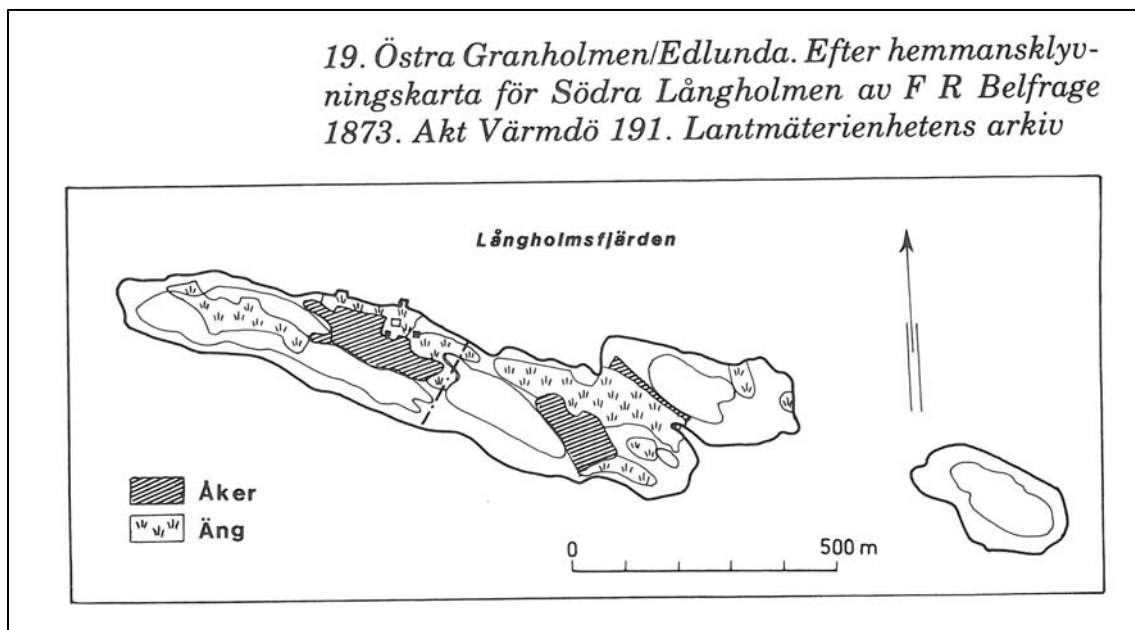 19. Östra Granholmen/Edlunda. Efter hemmansklyv-
ningskarta för Södra Långholmen av F R Belfrage
1873. Akt Värmdö 191. Lantmäterienhetens arkiv
Långholmsfjärden
Åker
Äng
0 500 m